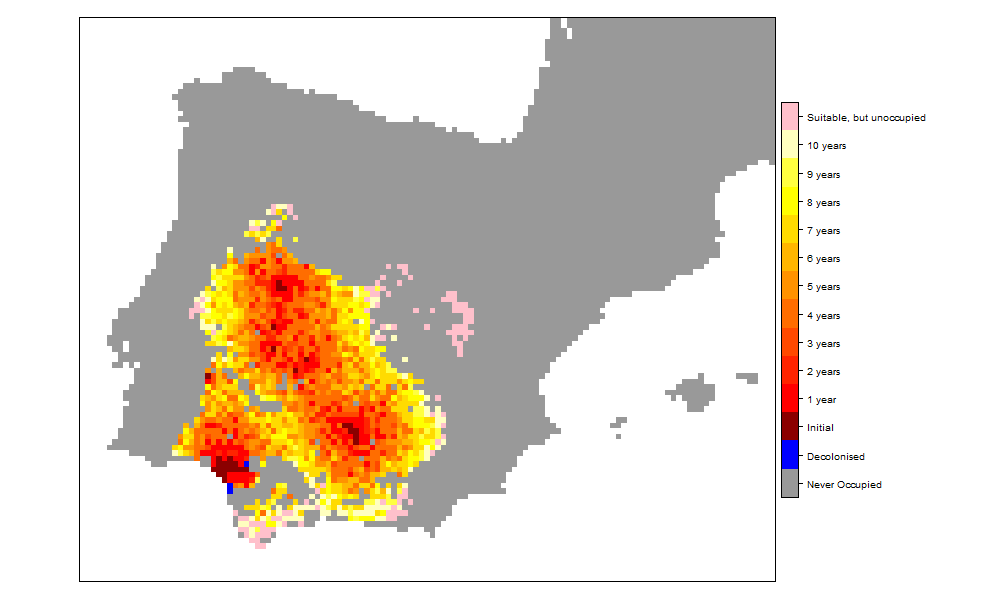 Suitable, but unoccupied
10 years
9 years
8 years
7 years
6 years
5 years
4 years
3 years
2 years
1 year
Initial
Decolonised
Never Occupied